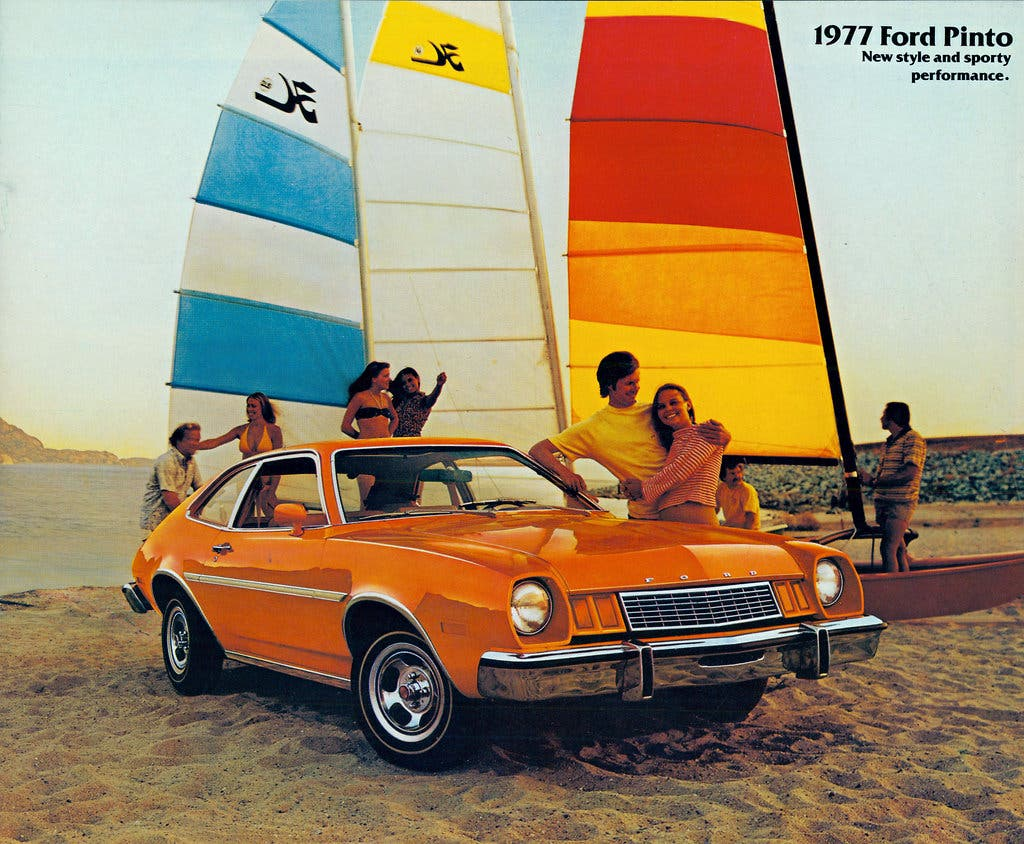 1977 Ford Pinto
New style and sporty
performance.
FORD